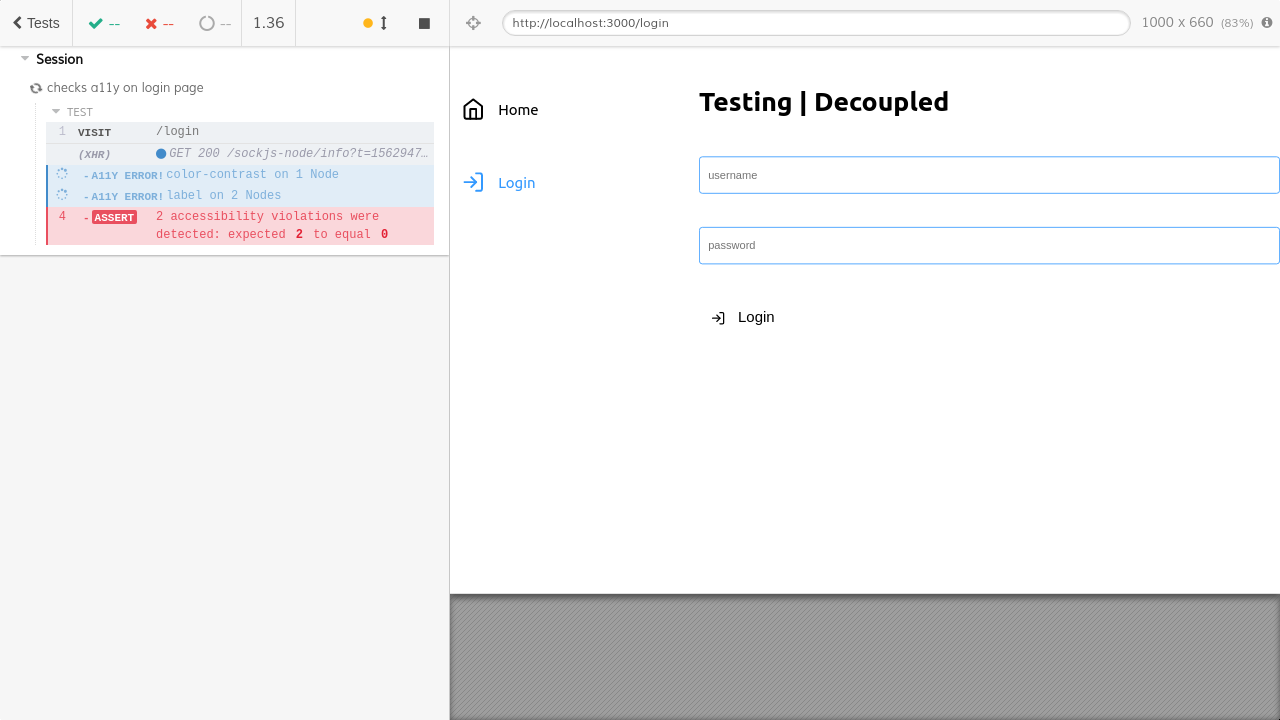 Tests
--
--
--
1.36
http://localhost:3000/login
1000 x 660 (83%)
Session
checks a11y on login page
TEST
1 VISIT /login
(XHR) GET 200 /sockjs-node/info?t=1562947…
-A11Y ERROR! color-contrast on 1 Node
-A11Y ERROR! label on 2 Nodes
4 -ASSERT 2 accessibility violations were
detected: expected 2 to equal 0
Home
Login
Testing | Decoupled
username
password
Login